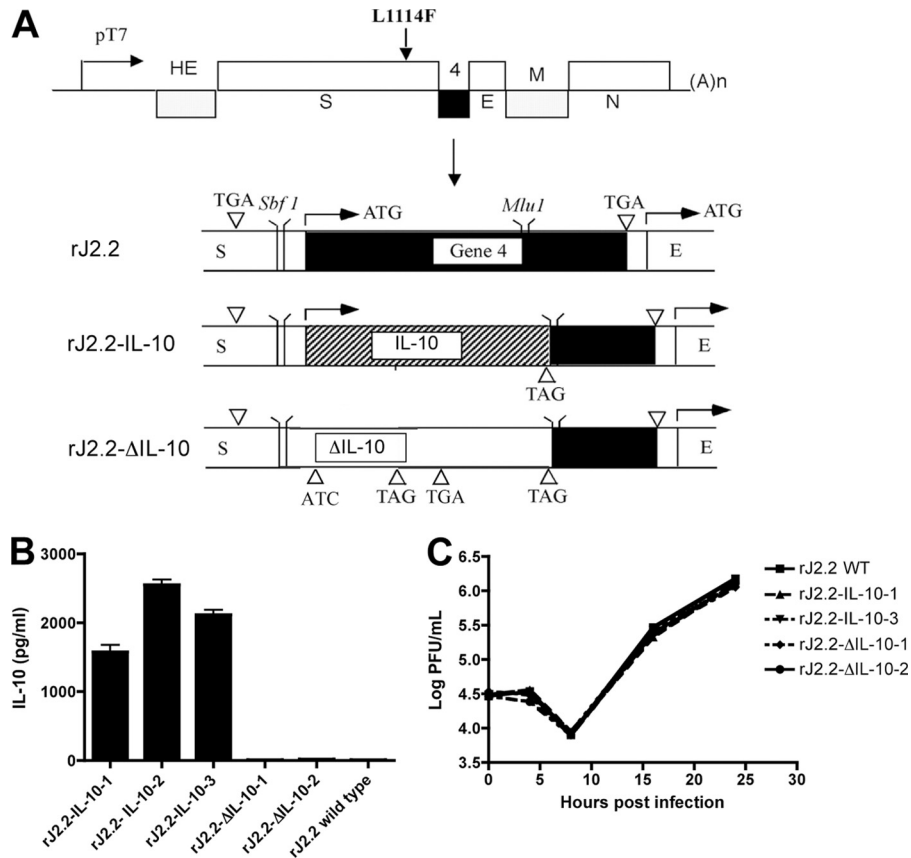 A
L1114F
pT7
HE
S
4
E
M
N
(A)n
TGA
Sbf 1
ATG
Mlu1
TGA
ATG
rJ2.2
S
Gene 4
E
rJ2.2-IL-10
S
IL-10
E
TAG
rJ2.2-ΔIL-10
S
ΔIL-10
E
ATC
TAG
TGA
TAG
B
IL-10 (pg/ml)
3000
2000
1000
0
rJ2.2-IL-10-1
rJ2.2- IL-10-2
rJ2.2-IL-10-3
rJ2.2-ΔIL-10-1
rJ2.2-ΔIL-10-2
rJ2.2 wild type
C
Log PFU/mL
6.5
6.0
5.5
5.0
4.5
4.0
3.5
0
5
10
15
20
25
30
Hours post infection
rJ2.2 WT
rJ2.2-IL-10-1
rJ2.2-IL-10-3
rJ2.2-ΔIL-10-1
rJ2.2-ΔIL-10-2